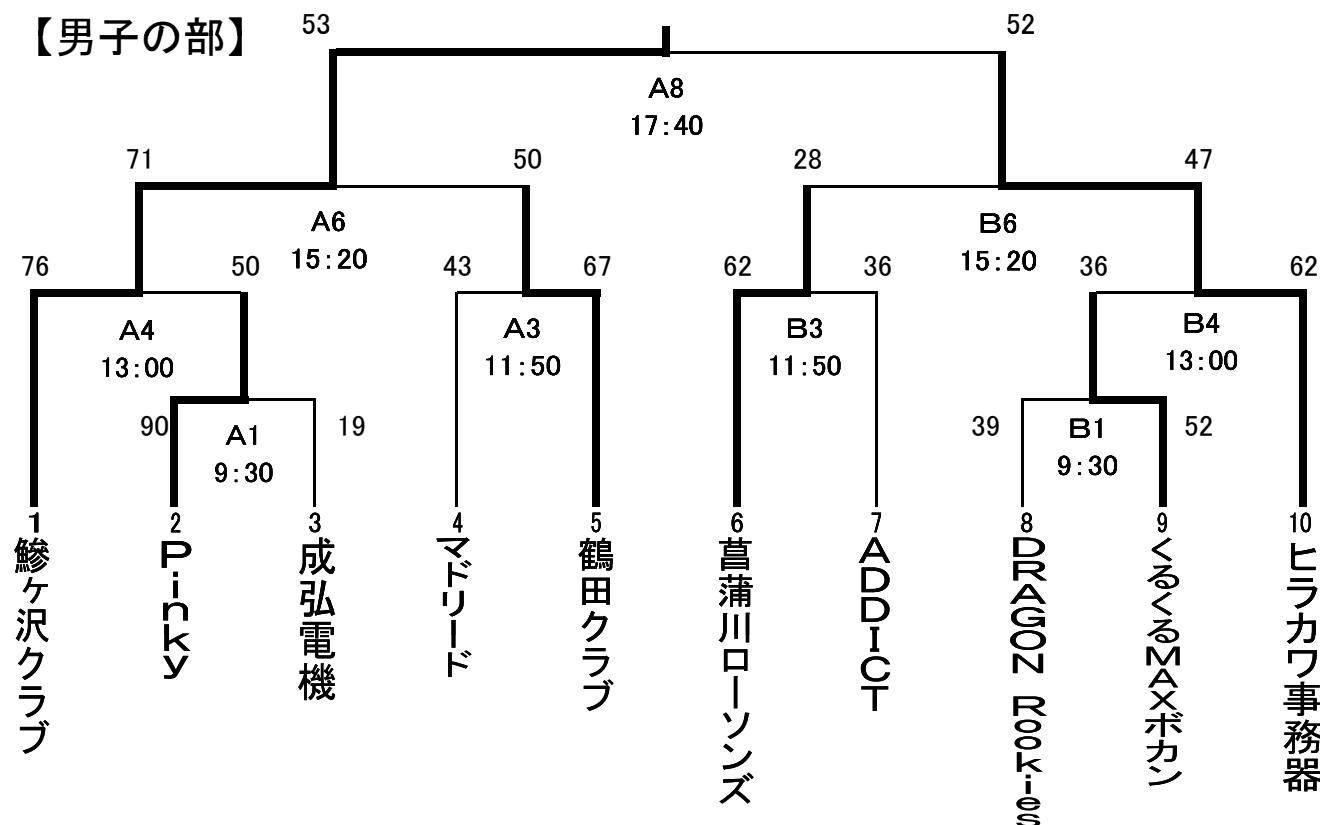 【男子の部】
53
52
A8
17:40
71
50
28
47
A6
15:20
B6
15:20
76
50
43
67
62
36
36
62
A4
13:00
A3
11:50
B3
11:50
B4
13:00
90
A1
9:30
19
39
B1
9:30
52
1
鰺ヶ沢クラブ
2
Pinky
3
成弘電機
4
マドリード
5
鶴田クラブ
6
菖蒲川ローソンズ
7
ADDICT
8
DRAGON Rookies
9
くるくるMAXボカン
10
ヒラカワ事務器